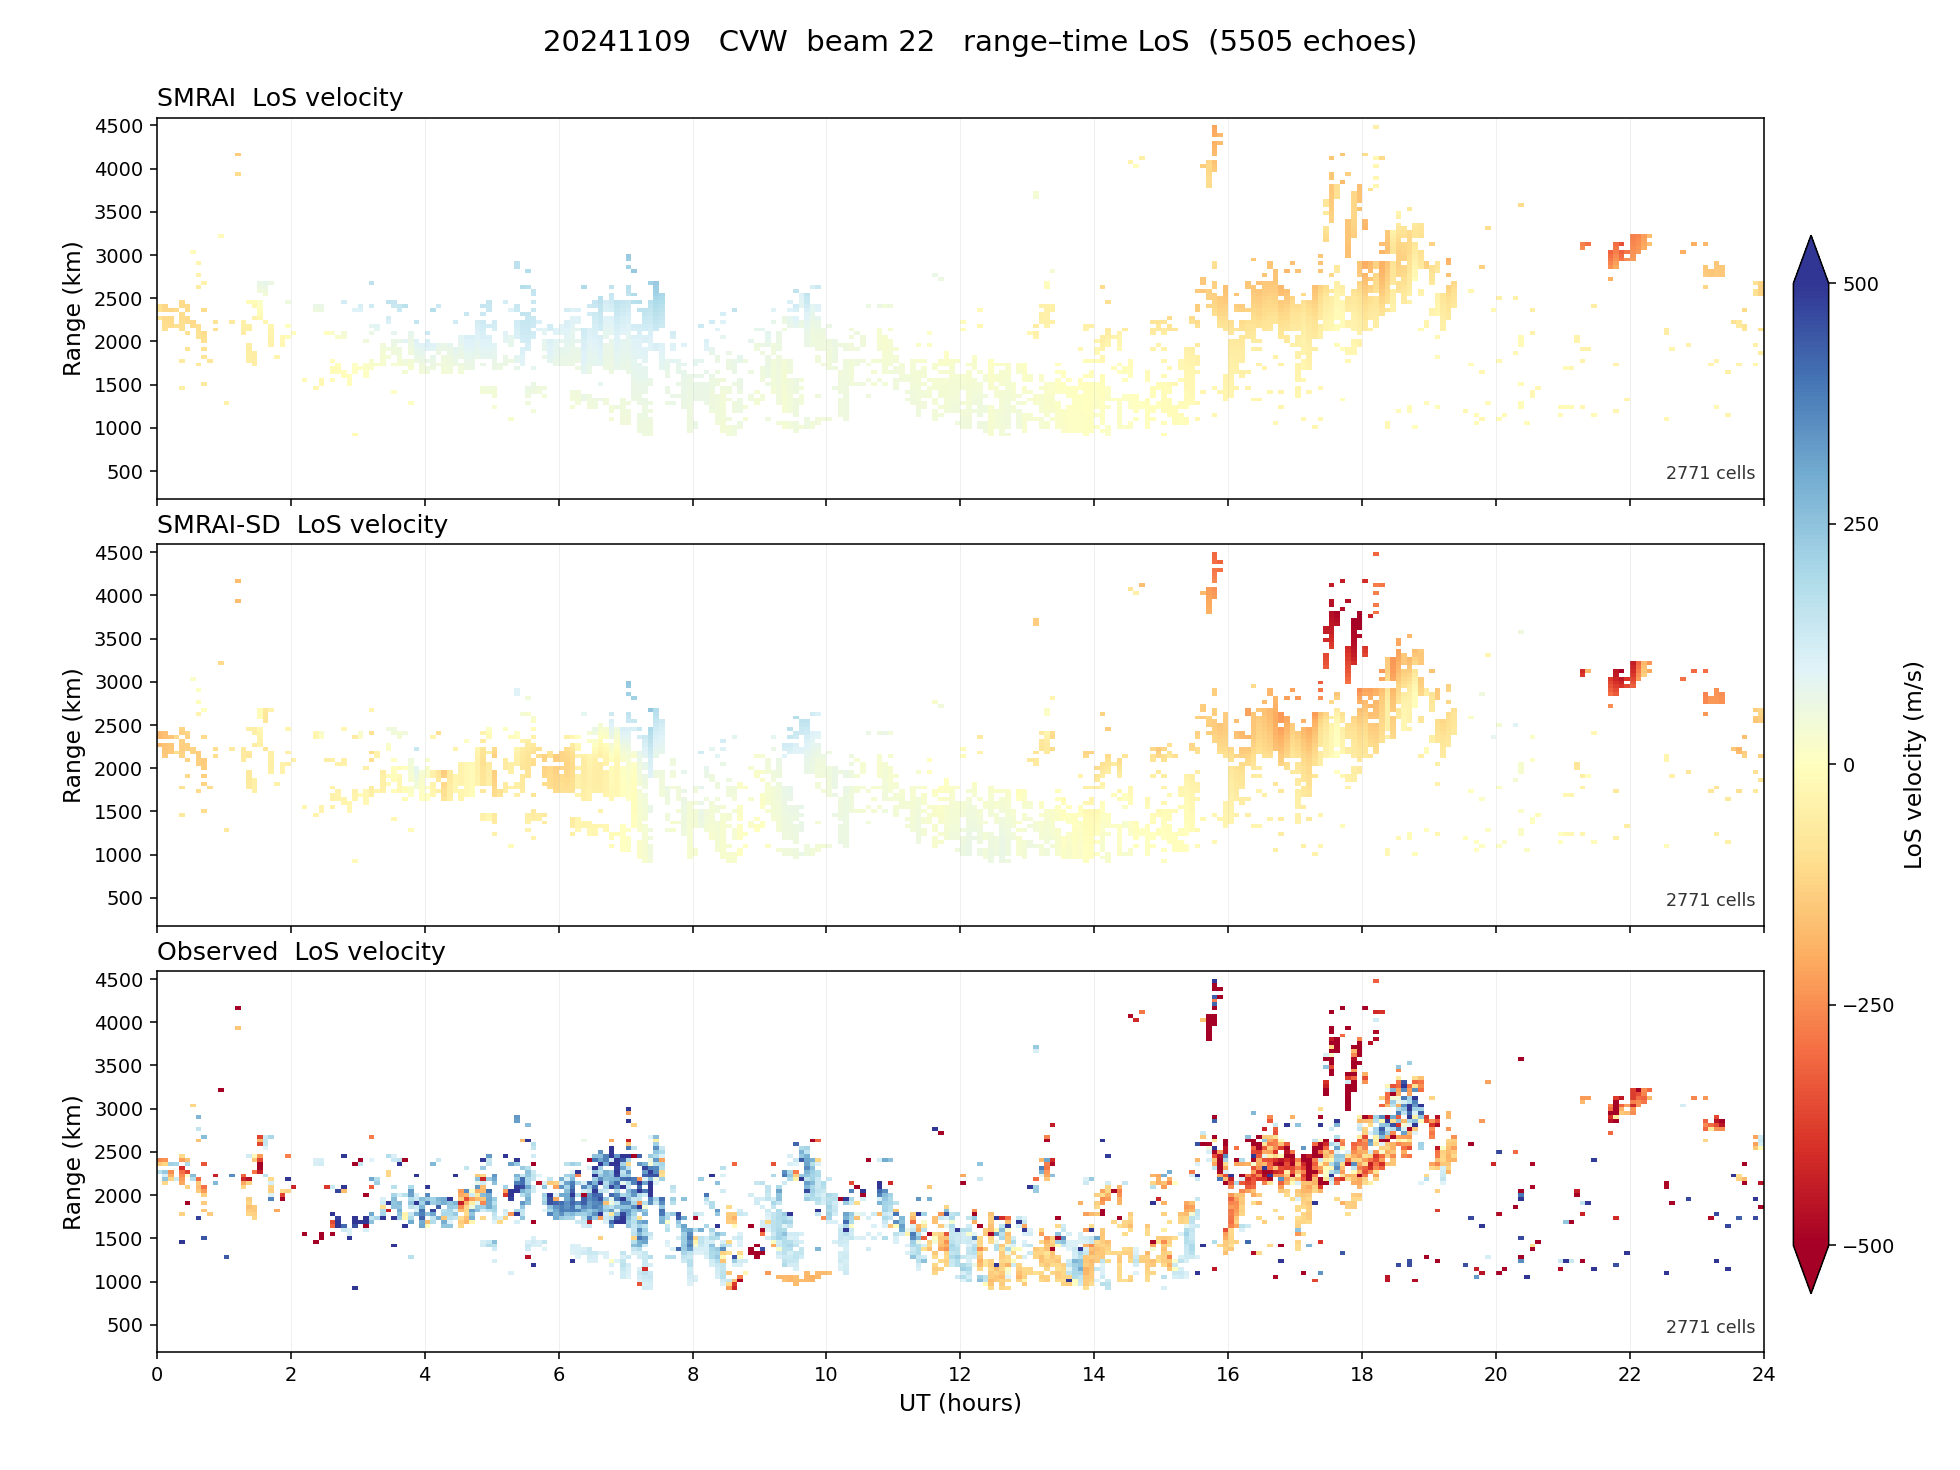 20241109   CVW  beam 22   range–time LoS  (5505 echoes)
SMRAI  LoS velocity
4500
4000
3500
3000
2500
2000
1500
1000
500
Range (km)
2771 cells
SMRAI-SD  LoS velocity
4500
4000
3500
3000
2500
2000
1500
1000
500
Range (km)
2771 cells
Observed  LoS velocity
4500
4000
3500
3000
2500
2000
1500
1000
500
Range (km)
2771 cells
0 2 4 6 8 10 12 14 16 18 20 22 24
UT (hours)
500
250
0
−250
−500
LoS velocity (m/s)